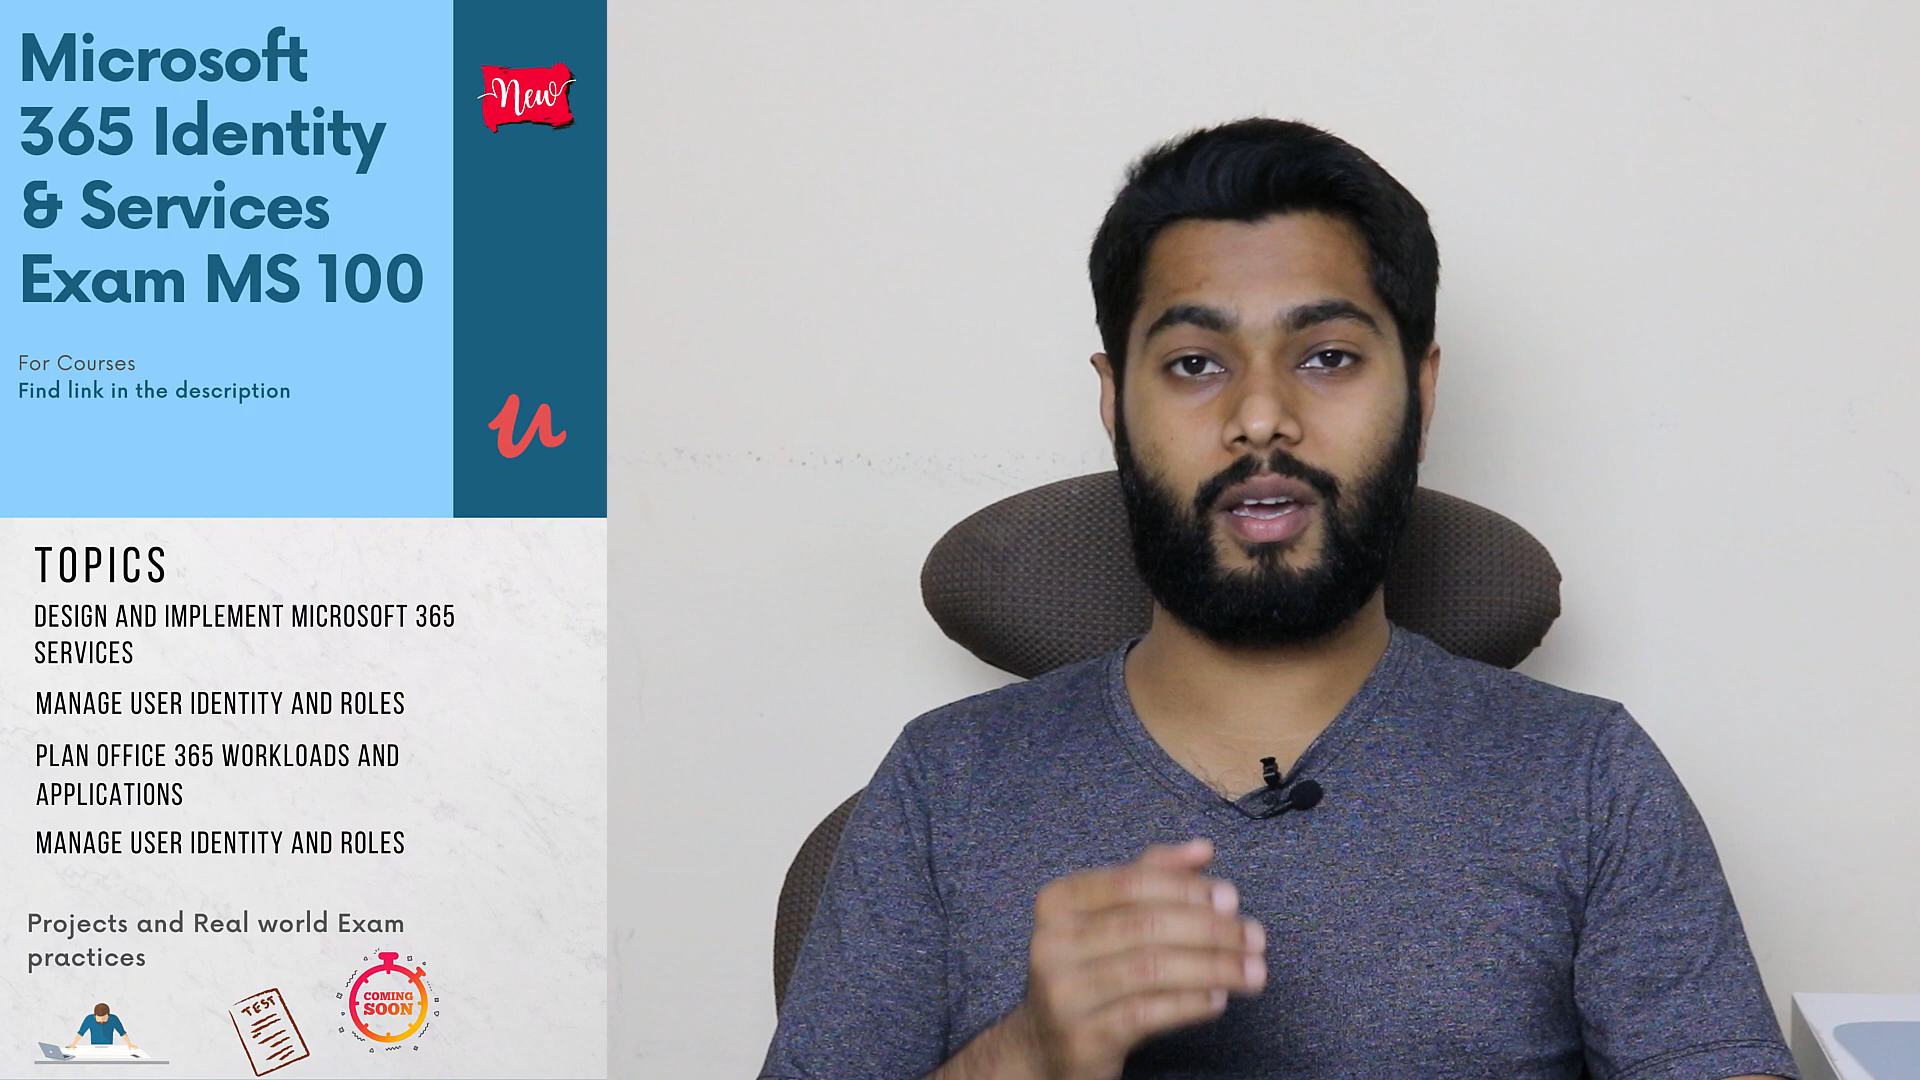 Microsoft
365 Identity
& Services
Exam MS 100
New
For Courses
Find link in the description
u
TOPICS
DESIGN AND IMPLEMENT MICROSOFT 365
SERVICES
MANAGE USER IDENTITY AND ROLES
PLAN OFFICE 365 WORKLOADS AND
APPLICATIONS
MANAGE USER IDENTITY AND ROLES
Projects and Real world Exam
practices
TEST
COMING
SOON